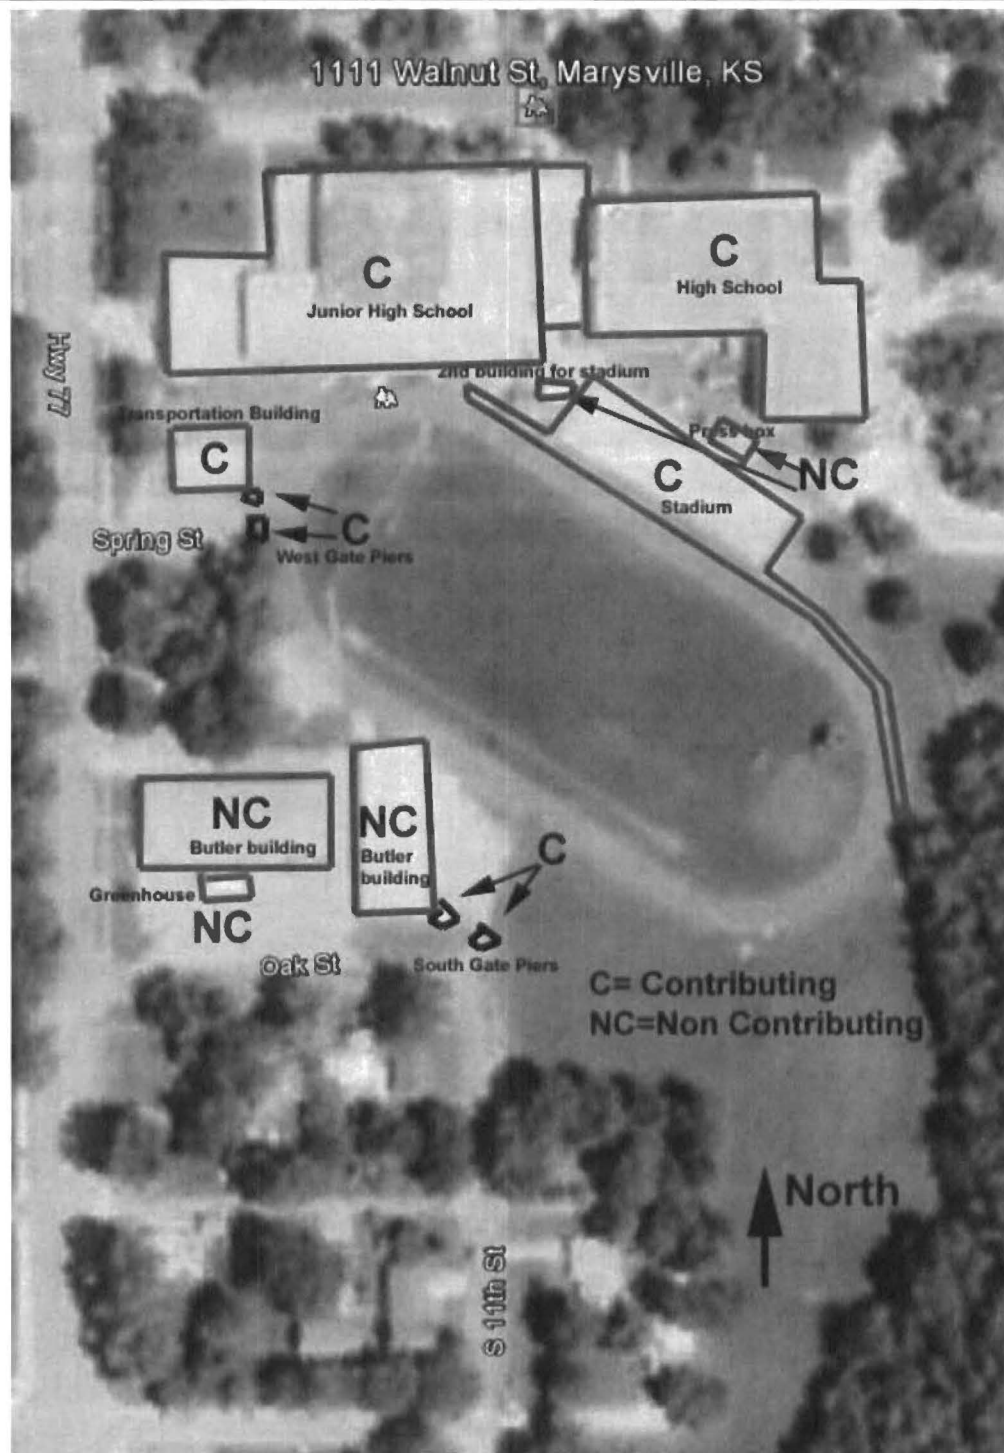 1111 Walnut St, Marysville, KS
C
Junior High School
C
High School
Hwy 77
2nd building for stadium
Transportation Building
C
Press box
NC
C
Stadium
C
West Gate Piers
Spring St
NC
Butler building
NC
Butler
building
C
Greenhouse
NC
Oak St
South Gate Piers
C= Contributing
NC=Non Contributing
North
S 11th St